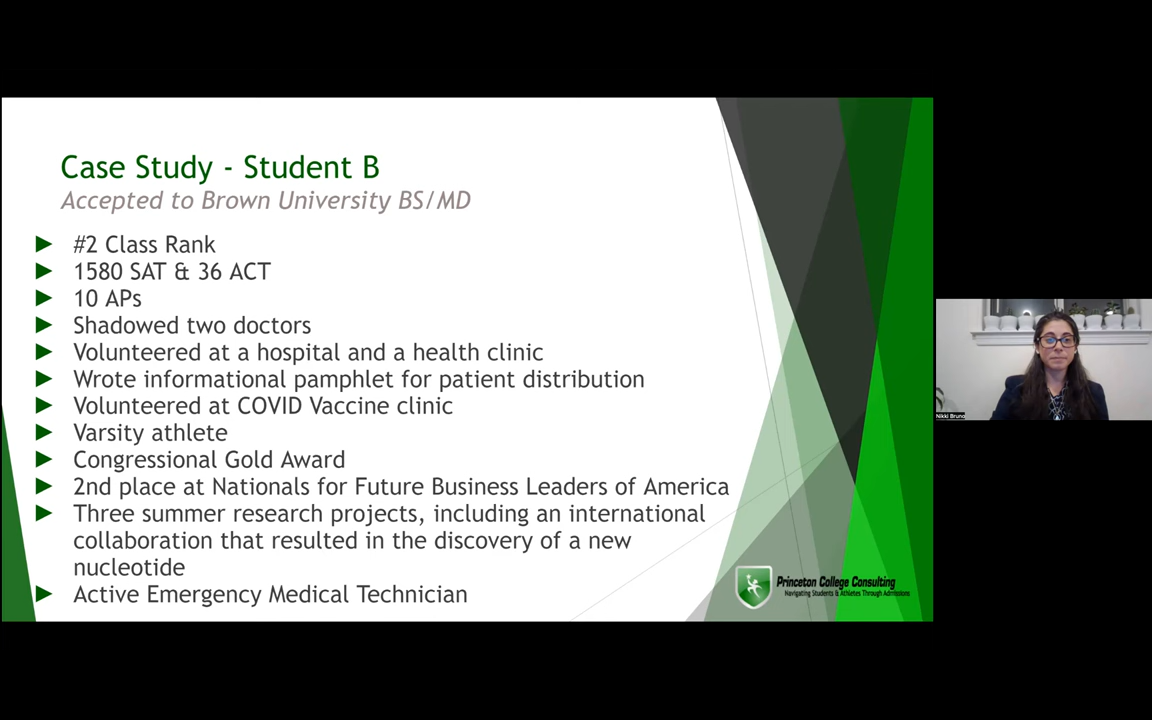 Case Study - Student B
Accepted to Brown University BS/MD
#2 Class Rank
1580 SAT & 36 ACT
10 APs
Shadowed two doctors
Volunteered at a hospital and a health clinic
Wrote informational pamphlet for patient distribution
Volunteered at COVID Vaccine clinic
Varsity athlete
Congressional Gold Award
2nd place at Nationals for Future Business Leaders of America
Three summer research projects, including an international
collaboration that resulted in the discovery of a new
nucleotide
Active Emergency Medical Technician
Princeton College Consulting
Navigating Students & Athletes Through Admissions
Nikki Bruno